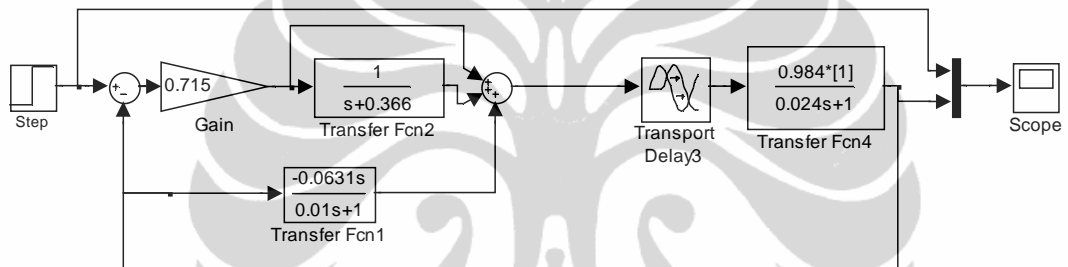 Step
+
-
0.715
Gain
1
s+0.366
Transfer Fcn2
-0.0631s
0.01s+1
Transfer Fcn1
+
+
+
Transport
Delay3
0.984*[1]
0.024s+1
Transfer Fcn4
Scope